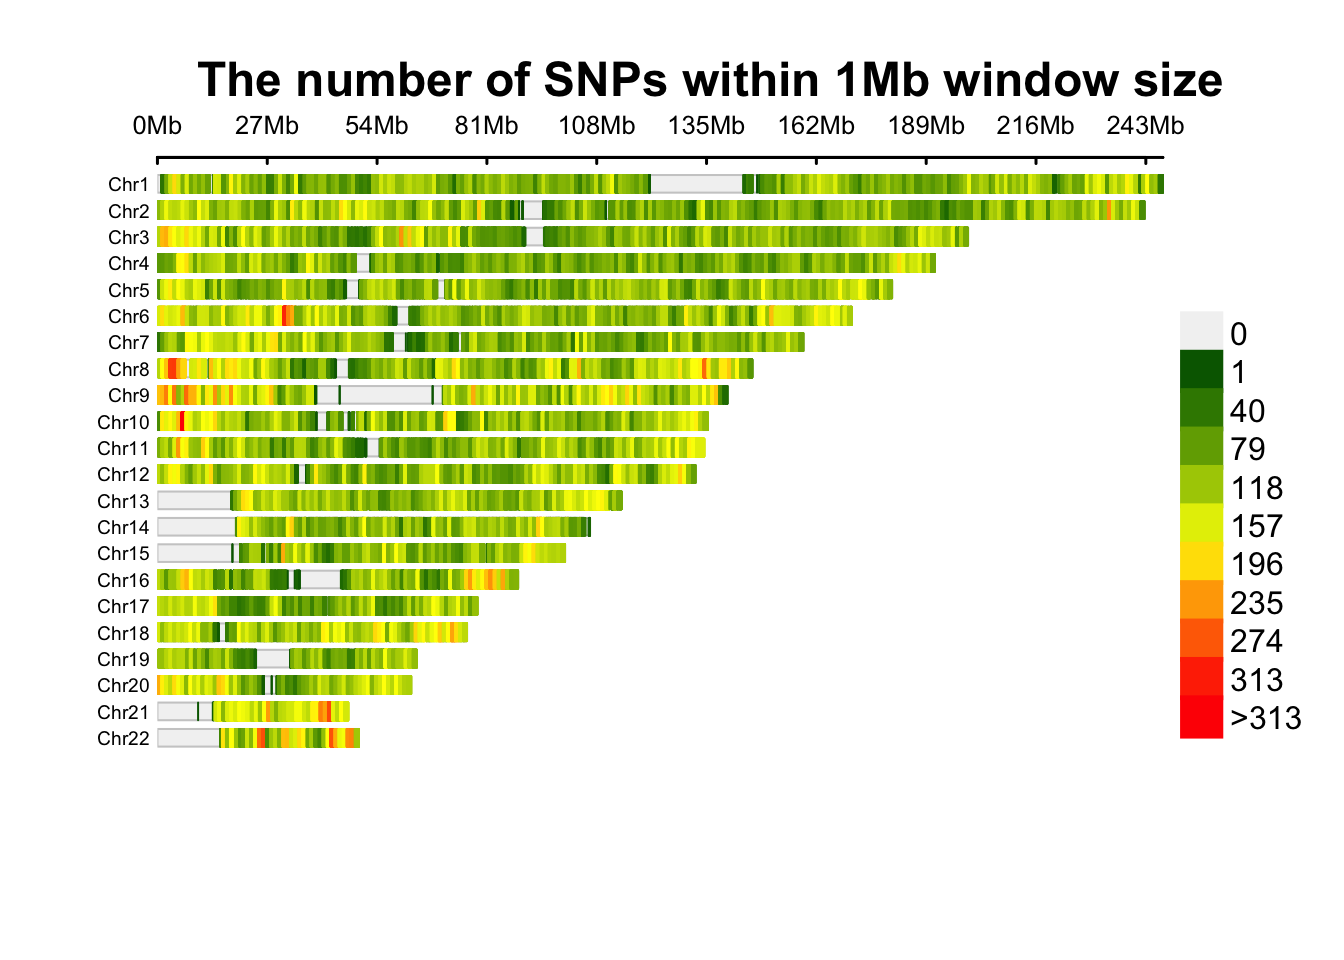 The number of SNPs within 1Mb window size
0Mb 27Mb 54Mb 81Mb 108Mb 135Mb 162Mb 189Mb 216Mb 243Mb
Chr1
Chr2
Chr3
Chr4
Chr5
Chr6
Chr7
Chr8
Chr9
Chr10
Chr11
Chr12
Chr13
Chr14
Chr15
Chr16
Chr17
Chr18
Chr19
Chr20
Chr21
Chr22
0
1
40
79
118
157
196
235
274
313
>313